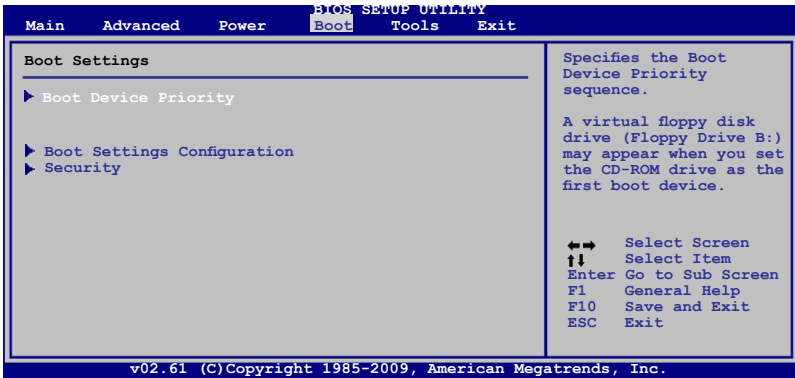 BIOS SETUP UTILITY
Main Advanced Power Boot Tools Exit
Boot Settings
Boot Device Priority
Boot Settings Configuration
Security
Specifies the Boot
Device Priority
sequence.
A virtual floppy disk
drive (Floppy Drive B:)
may appear when you set
the CD-ROM drive as the
first boot device.
←→ Select Screen
↑↓ Select Item
Enter Go to Sub Screen
F1 General Help
F10 Save and Exit
ESC Exit
v02.61 (C)Copyright 1985-2009, American Megatrends, Inc.